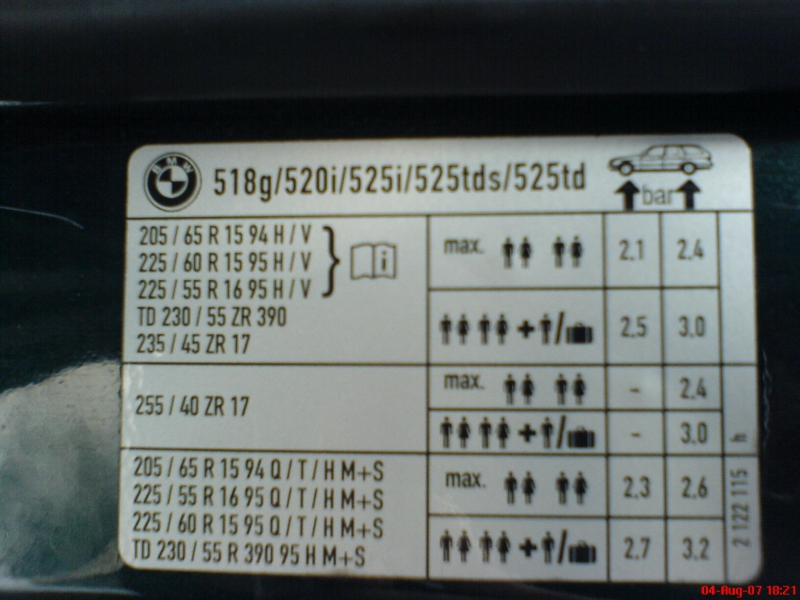 BMW
518g/520i/525i/525tds/525td
bar
205 / 65 R 15 94 H / V
225 / 60 R 15 95 H / V
225 / 55 R 16 95 H / V
TD 230 / 55 ZR 390
235 / 45 ZR 17
i
max. 2.1 2.4
+ / 2.5 3.0
255 / 40 ZR 17
max. - 2.4
+ / - 3.0
205 / 65 R 15 94 Q / T / H M+S
225 / 55 R 16 95 Q / T / H M+S
225 / 60 R 15 95 Q / T / H M+S
TD 230 / 55 R 390 95 H M+S
max. 2.3 2.6
+ / 2.7 3.2
2 122 115 h
04-Aug-07 18:21